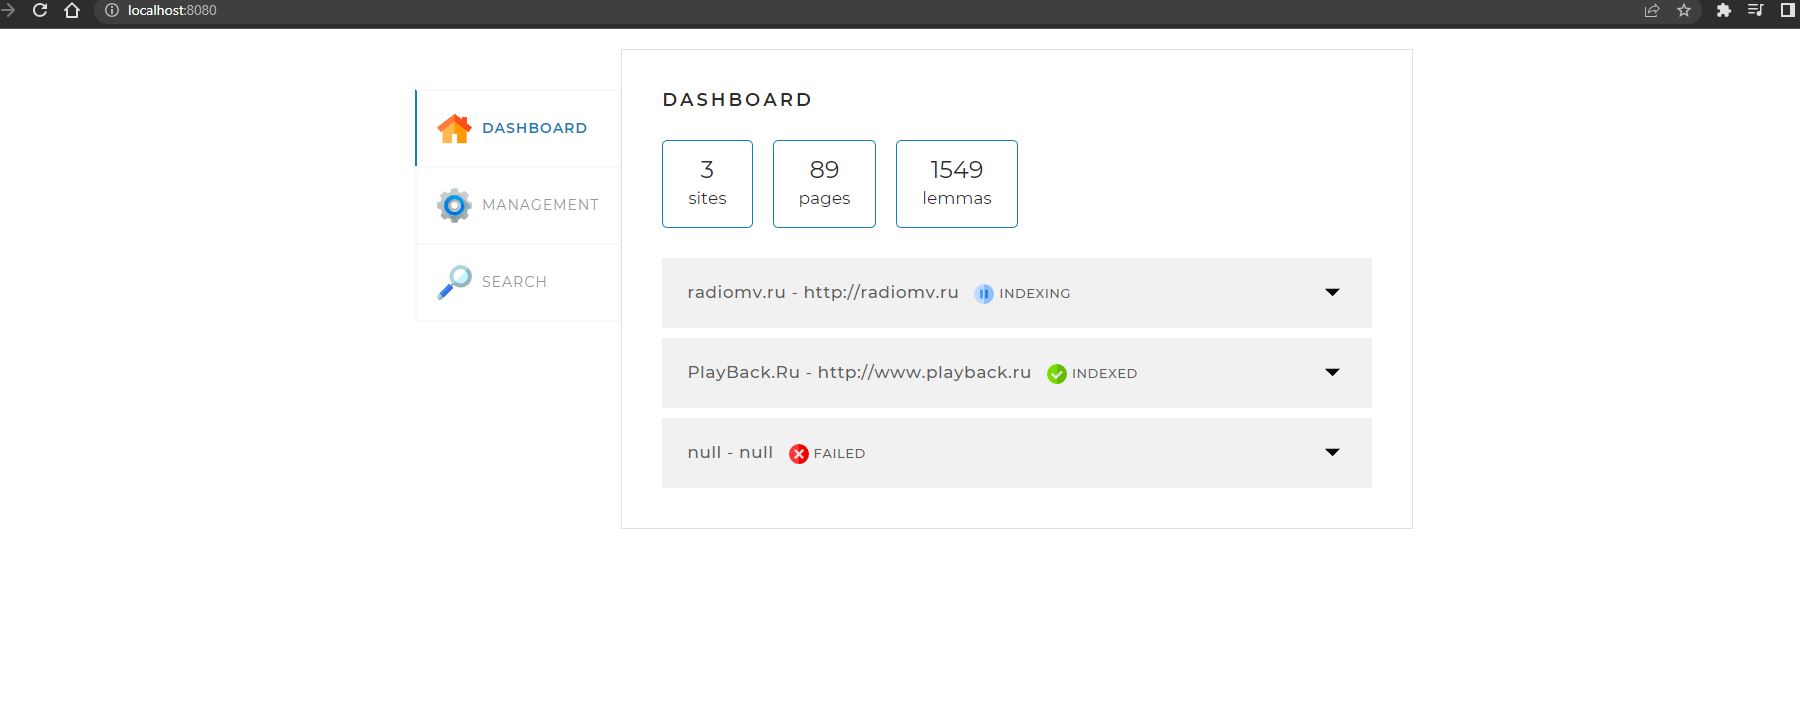 localhost:8080
DASHBOARD
MANAGEMENT
SEARCH
DASHBOARD
3
sites
89
pages
1549
lemmas
radiomv.ru - http://radiomv.ru INDEXING
PlayBack.Ru - http://www.playback.ru INDEXED
null - null FAILED